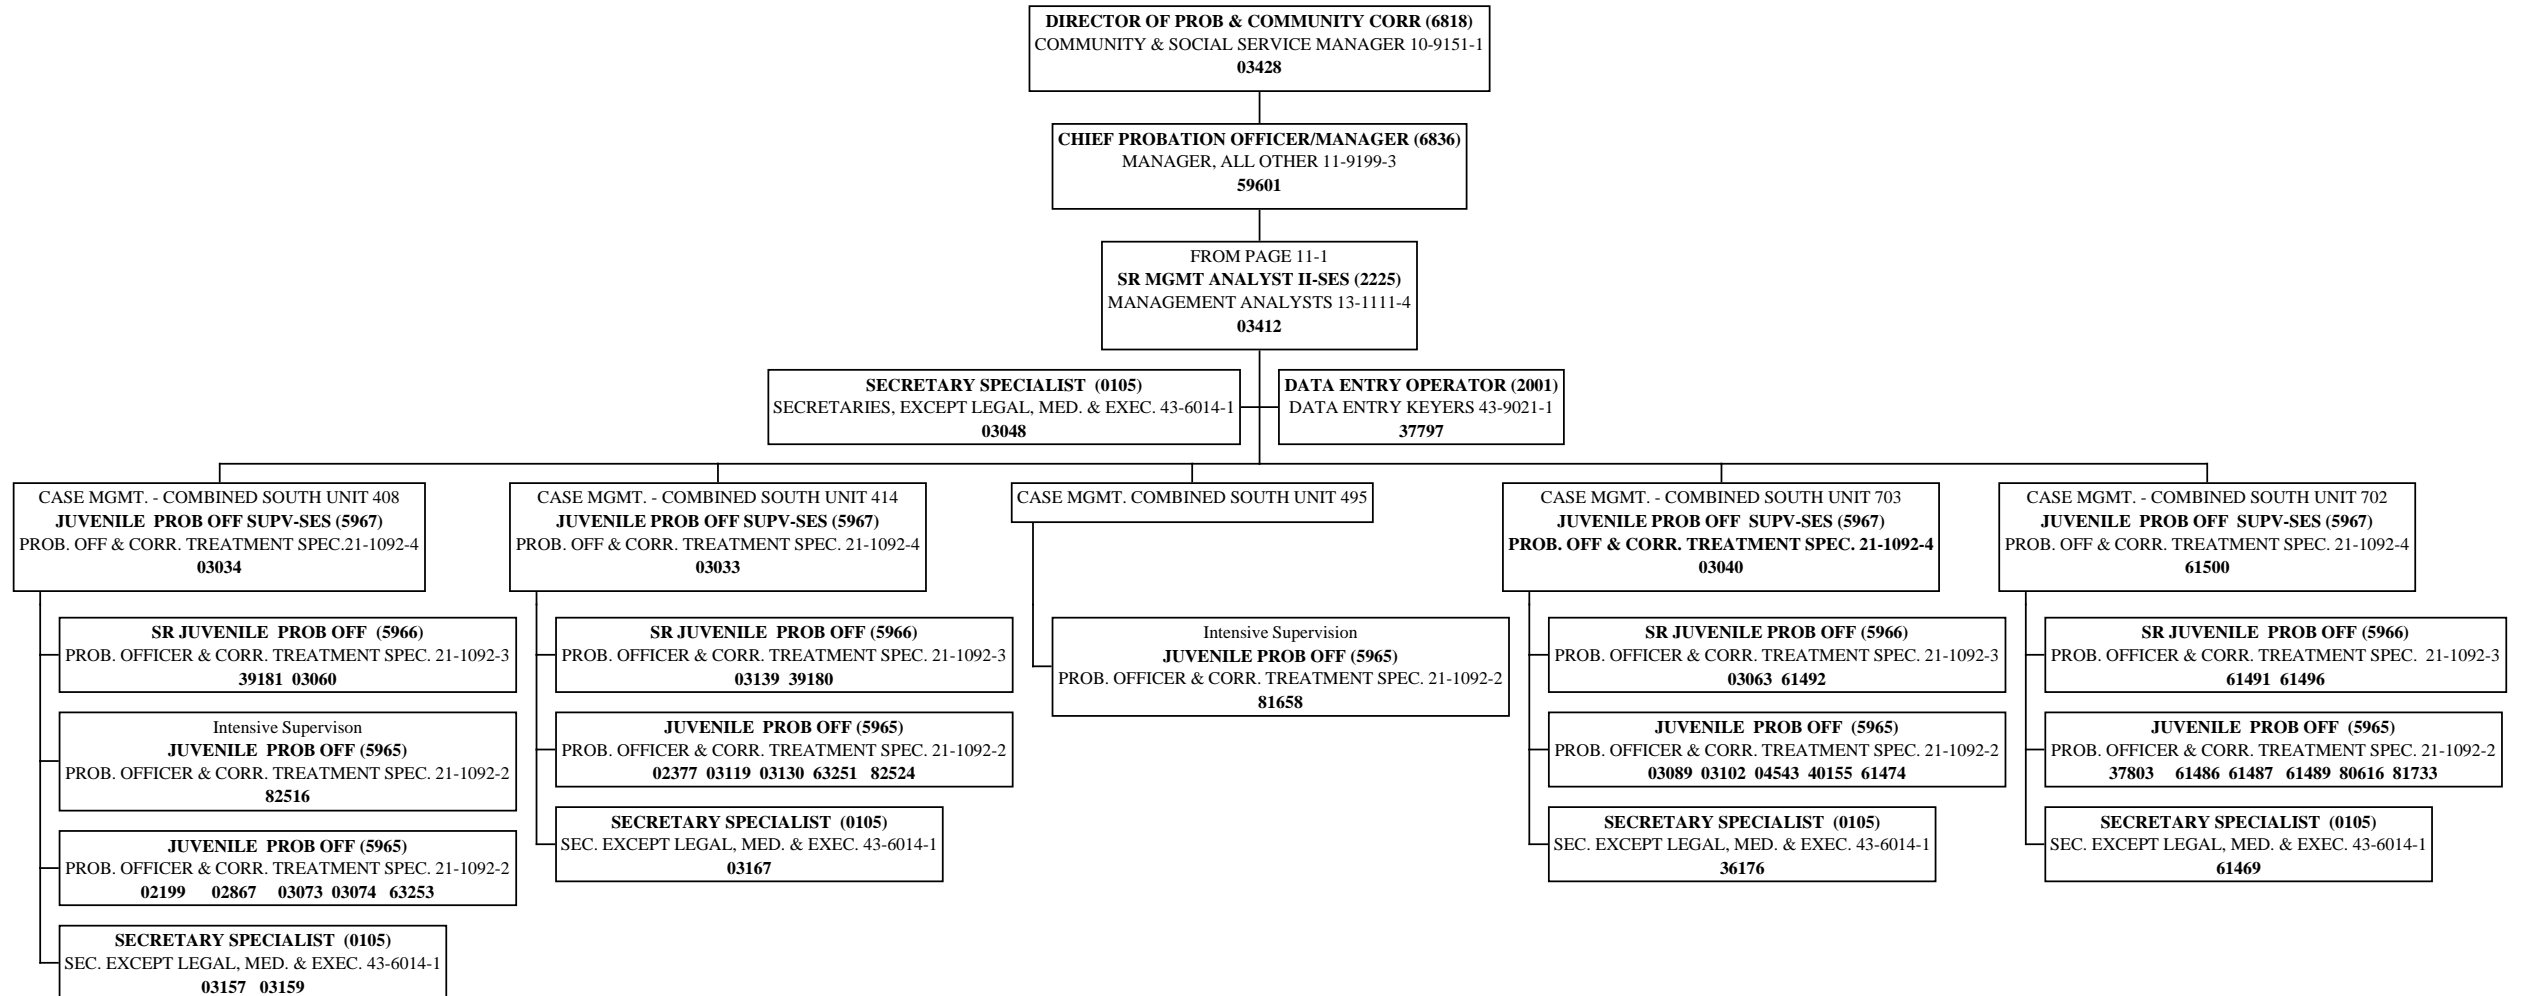 DIRECTOR OF PROB & COMMUNITY CORR (6818)
COMMUNITY & SOCIAL SERVICE MANAGER 10-9151-1
03428
CHIEF PROBATION OFFICER/MANAGER (6836)
MANAGER, ALL OTHER 11-9199-3
59601
FROM PAGE 11-1
SR MGMT ANALYST II-SES (2225)
MANAGEMENT ANALYSTS 13-1111-4
03412
SECRETARY SPECIALIST (0105)
SECRETARIES, EXCEPT LEGAL, MED. & EXEC. 43-6014-1
03048
DATA ENTRY OPERATOR (2001)
DATA ENTRY KEYERS 43-9021-1
37797
CASE MGMT. - COMBINED SOUTH UNIT 408
JUVENILE PROB OFF SUPV-SES (5967)
PROB. OFF & CORR. TREATMENT SPEC.21-1092-4
03034
SR JUVENILE PROB OFF (5966)
PROB. OFFICER & CORR. TREATMENT SPEC. 21-1092-3
39181 03060
Intensive Supervison
JUVENILE PROB OFF (5965)
PROB. OFFICER & CORR. TREATMENT SPEC. 21-1092-2
82516
JUVENILE PROB OFF (5965)
PROB. OFFICER & CORR. TREATMENT SPEC. 21-1092-2
02199 02867 03073 03074 63253
SECRETARY SPECIALIST (0105)
SEC. EXCEPT LEGAL, MED. & EXEC. 43-6014-1
03157 03159
CASE MGMT. - COMBINED SOUTH UNIT 414
JUVENILE PROB OFF SUPV-SES (5967)
PROB. OFF & CORR. TREATMENT SPEC. 21-1092-4
03033
SR JUVENILE PROB OFF (5966)
PROB. OFFICER & CORR. TREATMENT SPEC. 21-1092-3
03139 39180
JUVENILE PROB OFF (5965)
PROB. OFFICER & CORR. TREATMENT SPEC. 21-1092-2
02377 03119 03130 63251 82524
SECRETARY SPECIALIST (0105)
SEC. EXCEPT LEGAL, MED. & EXEC. 43-6014-1
03167
CASE MGMT. COMBINED SOUTH UNIT 495
Intensive Supervision
JUVENILE PROB OFF (5965)
PROB. OFFICER & CORR. TREATMENT SPEC. 21-1092-2
81658
CASE MGMT. - COMBINED SOUTH UNIT 703
JUVENILE PROB OFF SUPV-SES (5967)
PROB. OFF & CORR. TREATMENT SPEC. 21-1092-4
03040
SR JUVENILE PROB OFF (5966)
PROB. OFFICER & CORR. TREATMENT SPEC. 21-1092-3
03063 61492
JUVENILE PROB OFF (5965)
PROB. OFFICER & CORR. TREATMENT SPEC. 21-1092-2
03089 03102 04543 40155 61474
SECRETARY SPECIALIST (0105)
SEC. EXCEPT LEGAL, MED. & EXEC. 43-6014-1
36176
CASE MGMT. - COMBINED SOUTH UNIT 702
JUVENILE PROB OFF SUPV-SES (5967)
PROB. OFF & CORR. TREATMENT SPEC. 21-1092-4
61500
SR JUVENILE PROB OFF (5966)
PROB. OFFICER & CORR. TREATMENT SPEC. 21-1092-3
61491 61496
JUVENILE PROB OFF (5965)
PROB. OFFICER & CORR. TREATMENT SPEC. 21-1092-2
37803 61486 61487 61489 80616 81733
SECRETARY SPECIALIST (0105)
SEC. EXCEPT LEGAL, MED. & EXEC. 43-6014-1
61469